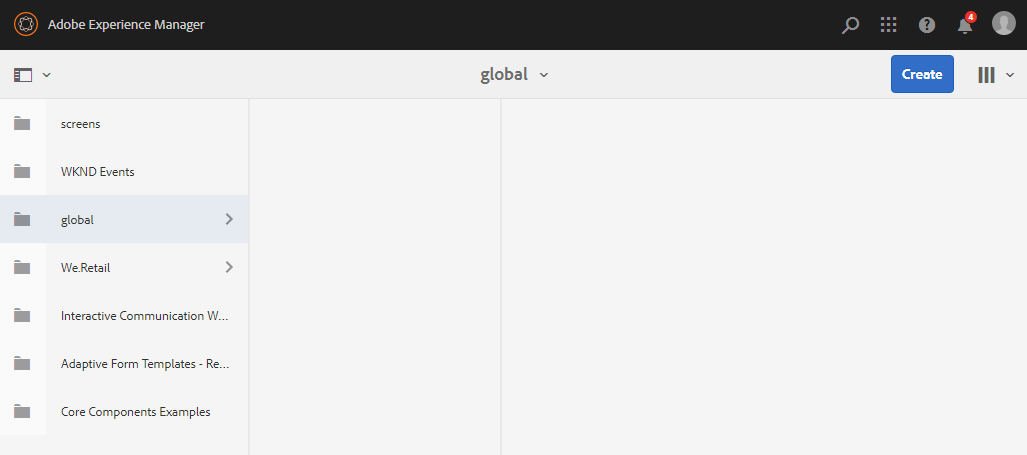 Adobe Experience Manager
4
global
Create
screens
WKND Events
global
We.Retail
Interactive Communication W...
Adaptive Form Templates - Re...
Core Components Examples